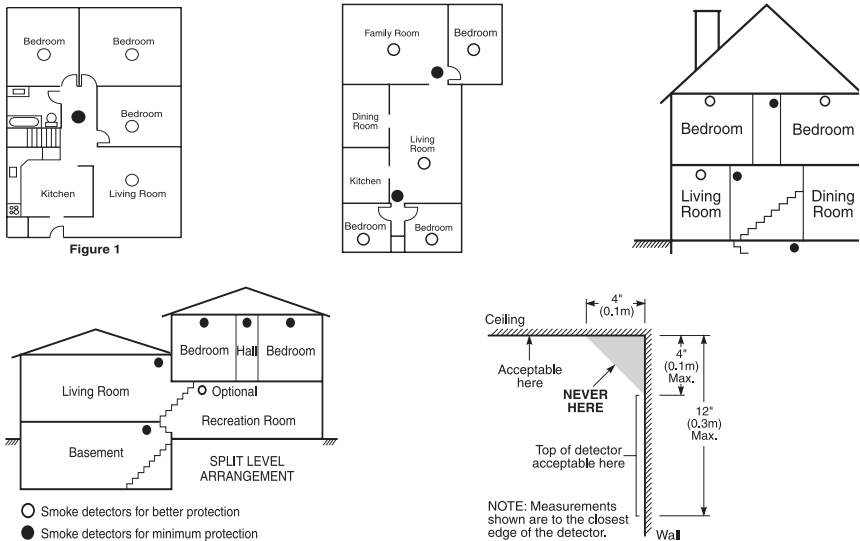 Bedroom
Bedroom
Bedroom
Kitchen
Living Room
Figure 1
Family Room
Bedroom
Dining
Room
Living
Room
Kitchen
Bedroom
Bedroom
Bedroom
Bedroom
Living
Room
Dining
Room
Living Room
Basement
Bedroom
Hall
Bedroom
Optional
Recreation Room
SPLIT LEVEL
ARRANGEMENT
Smoke detectors for better protection
Smoke detectors for minimum protection
4"
(0.1m)
Ceiling
Acceptable
here
NEVER
HERE
4"
(0.1m)
Max.
12"
(0.3m)
Max.
Top of detector
acceptable here
NOTE: Measurements
shown are to the closest
edge of the detector.
Wall